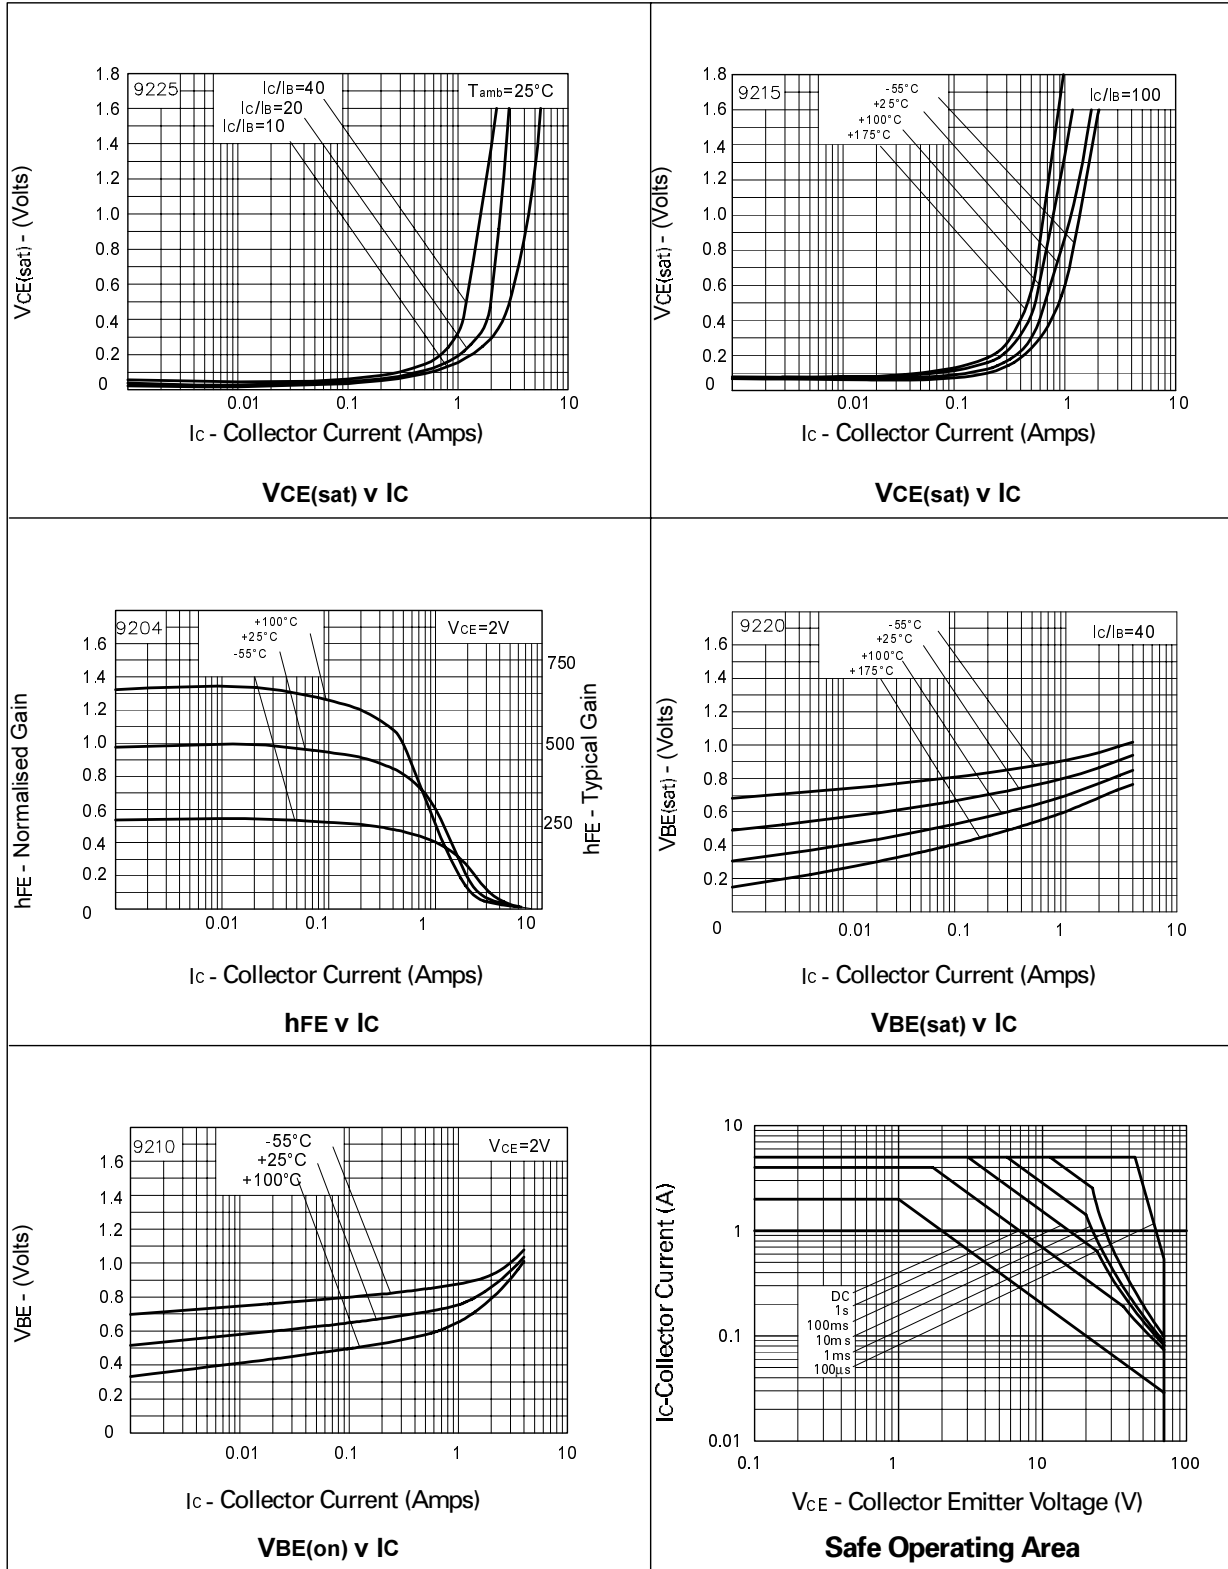 9225
IC/IB=40
IC/IB=20
IC/IB=10
Tamb=25°C
1.8
1.6
1.4
1.2
1.0
0.8
0.6
0.4
0.2
0
VCE(sat) - (Volts)
0.01
0.1
1
10
IC - Collector Current (Amps)
VCE(sat) v IC
9215
-55°C
+25°C
+100°C
+175°C
IC/IB=100
1.8
1.6
1.4
1.2
1.0
0.8
0.6
0.4
0.2
0
VCE(sat) - (Volts)
0.01
0.1
1
10
IC - Collector Current (Amps)
VCE(sat) v IC
9204
+100°C
+25°C
-55°C
VCE=2V
1.6
1.4
1.2
1.0
0.8
0.6
0.4
0.2
0
hFE - Normalised Gain
750
500
250
hFE - Typical Gain
0.01
0.1
1
10
IC - Collector Current (Amps)
hFE v IC
9220
-55°C
+25°C
+100°C
+175°C
IC/IB=40
1.6
1.4
1.2
1.0
0.8
0.6
0.4
0.2
0
VBE(sat) - (Volts)
0.01
0.1
1
10
IC - Collector Current (Amps)
VBE(sat) v IC
9210
-55°C
+25°C
+100°C
VCE=2V
1.6
1.4
1.2
1.0
0.8
0.6
0.4
0.2
0
VBE - (Volts)
0.01
0.1
1
10
IC - Collector Current (Amps)
VBE(on) v IC
10
1
0.1
0.01
IC-Collector Current (A)
DC
1s
100ms
10ms
1ms
100µs
0.1
1
10
100
VCE - Collector Emitter Voltage (V)
Safe Operating Area